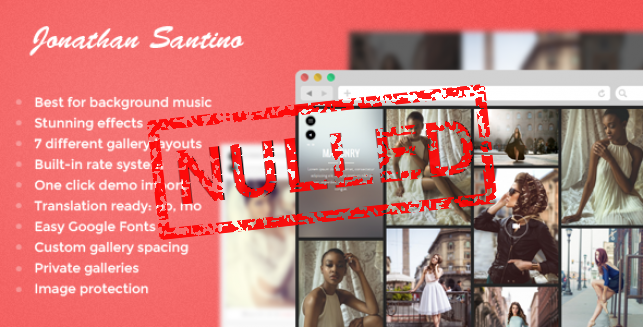 Jonathan Santino
Best for background music
Stunning effects
7 different gallery layouts
Built-in rate system
One click demo import
Translation ready: .po, .mo
Easy Google Fonts
Custom gallery spacing
Private galleries
Image protection
NULLED